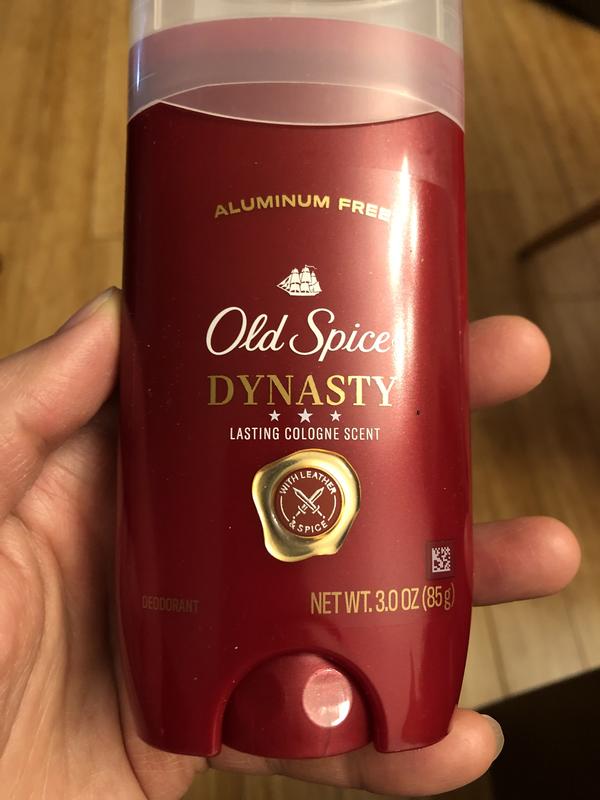 ALUMINUM FREE
Old Spice
DYNASTY
LASTING COLOGNE SCENT
WITH LEATHER
& SPICE
DEODORANT
NET WT. 3.0 OZ (85 g)